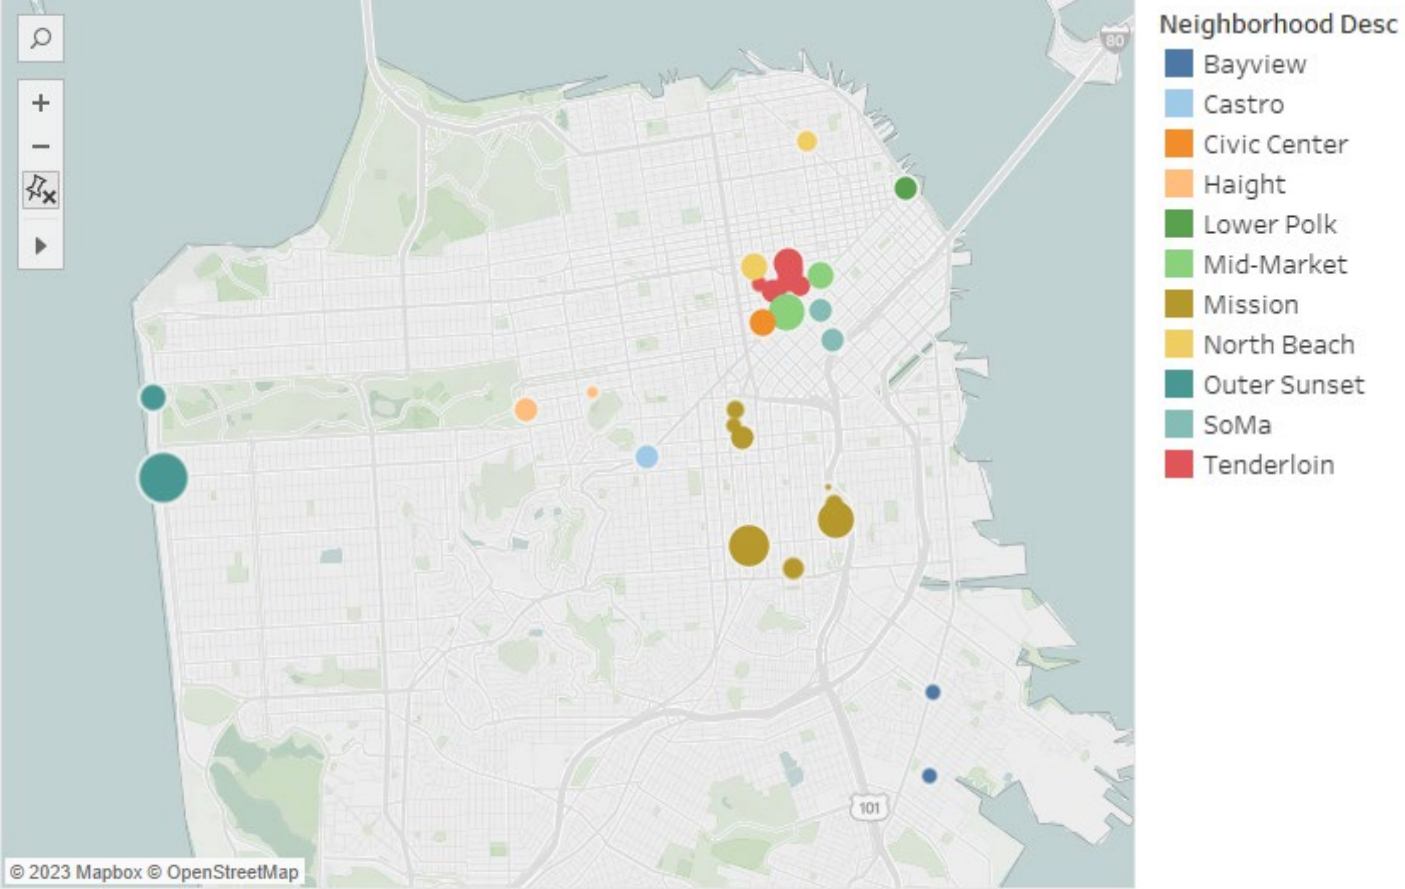 Neighborhood Desc
80
Bayview
Castro
Civic Center
Haight
Lower Polk
Mid-Market
Mission
North Beach
Outer Sunset
SoMa
Tenderloin
101
© 2023 Mapbox © OpenStreetMap